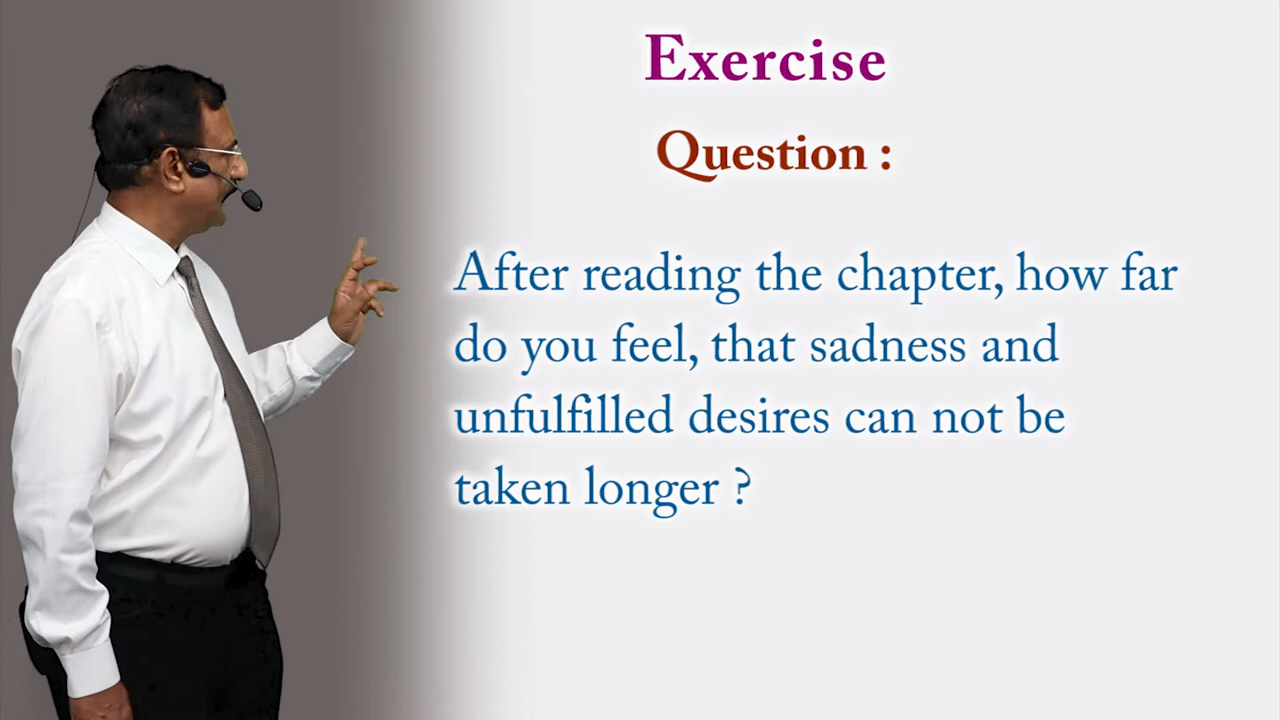 Exercise
Question :
After reading the chapter, how far
do you feel, that sadness and
unfulfilled desires can not be
taken longer ?